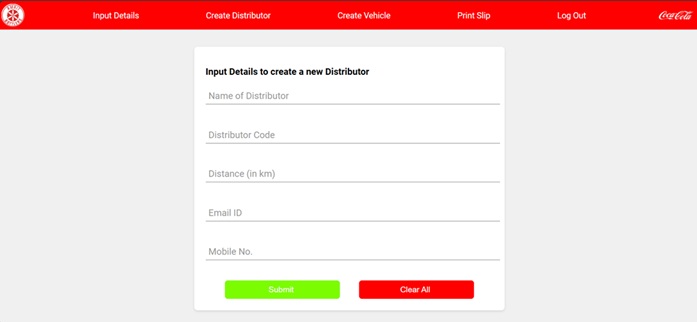 Input Details
Create Distributor
Create Vehicle
Print Slip
Log Out
Coca-Cola
Input Details to create a new Distributor
Name of Distributor
Distributor Code
Distance (in km)
Email ID
Mobile No.
Submit
Clear All